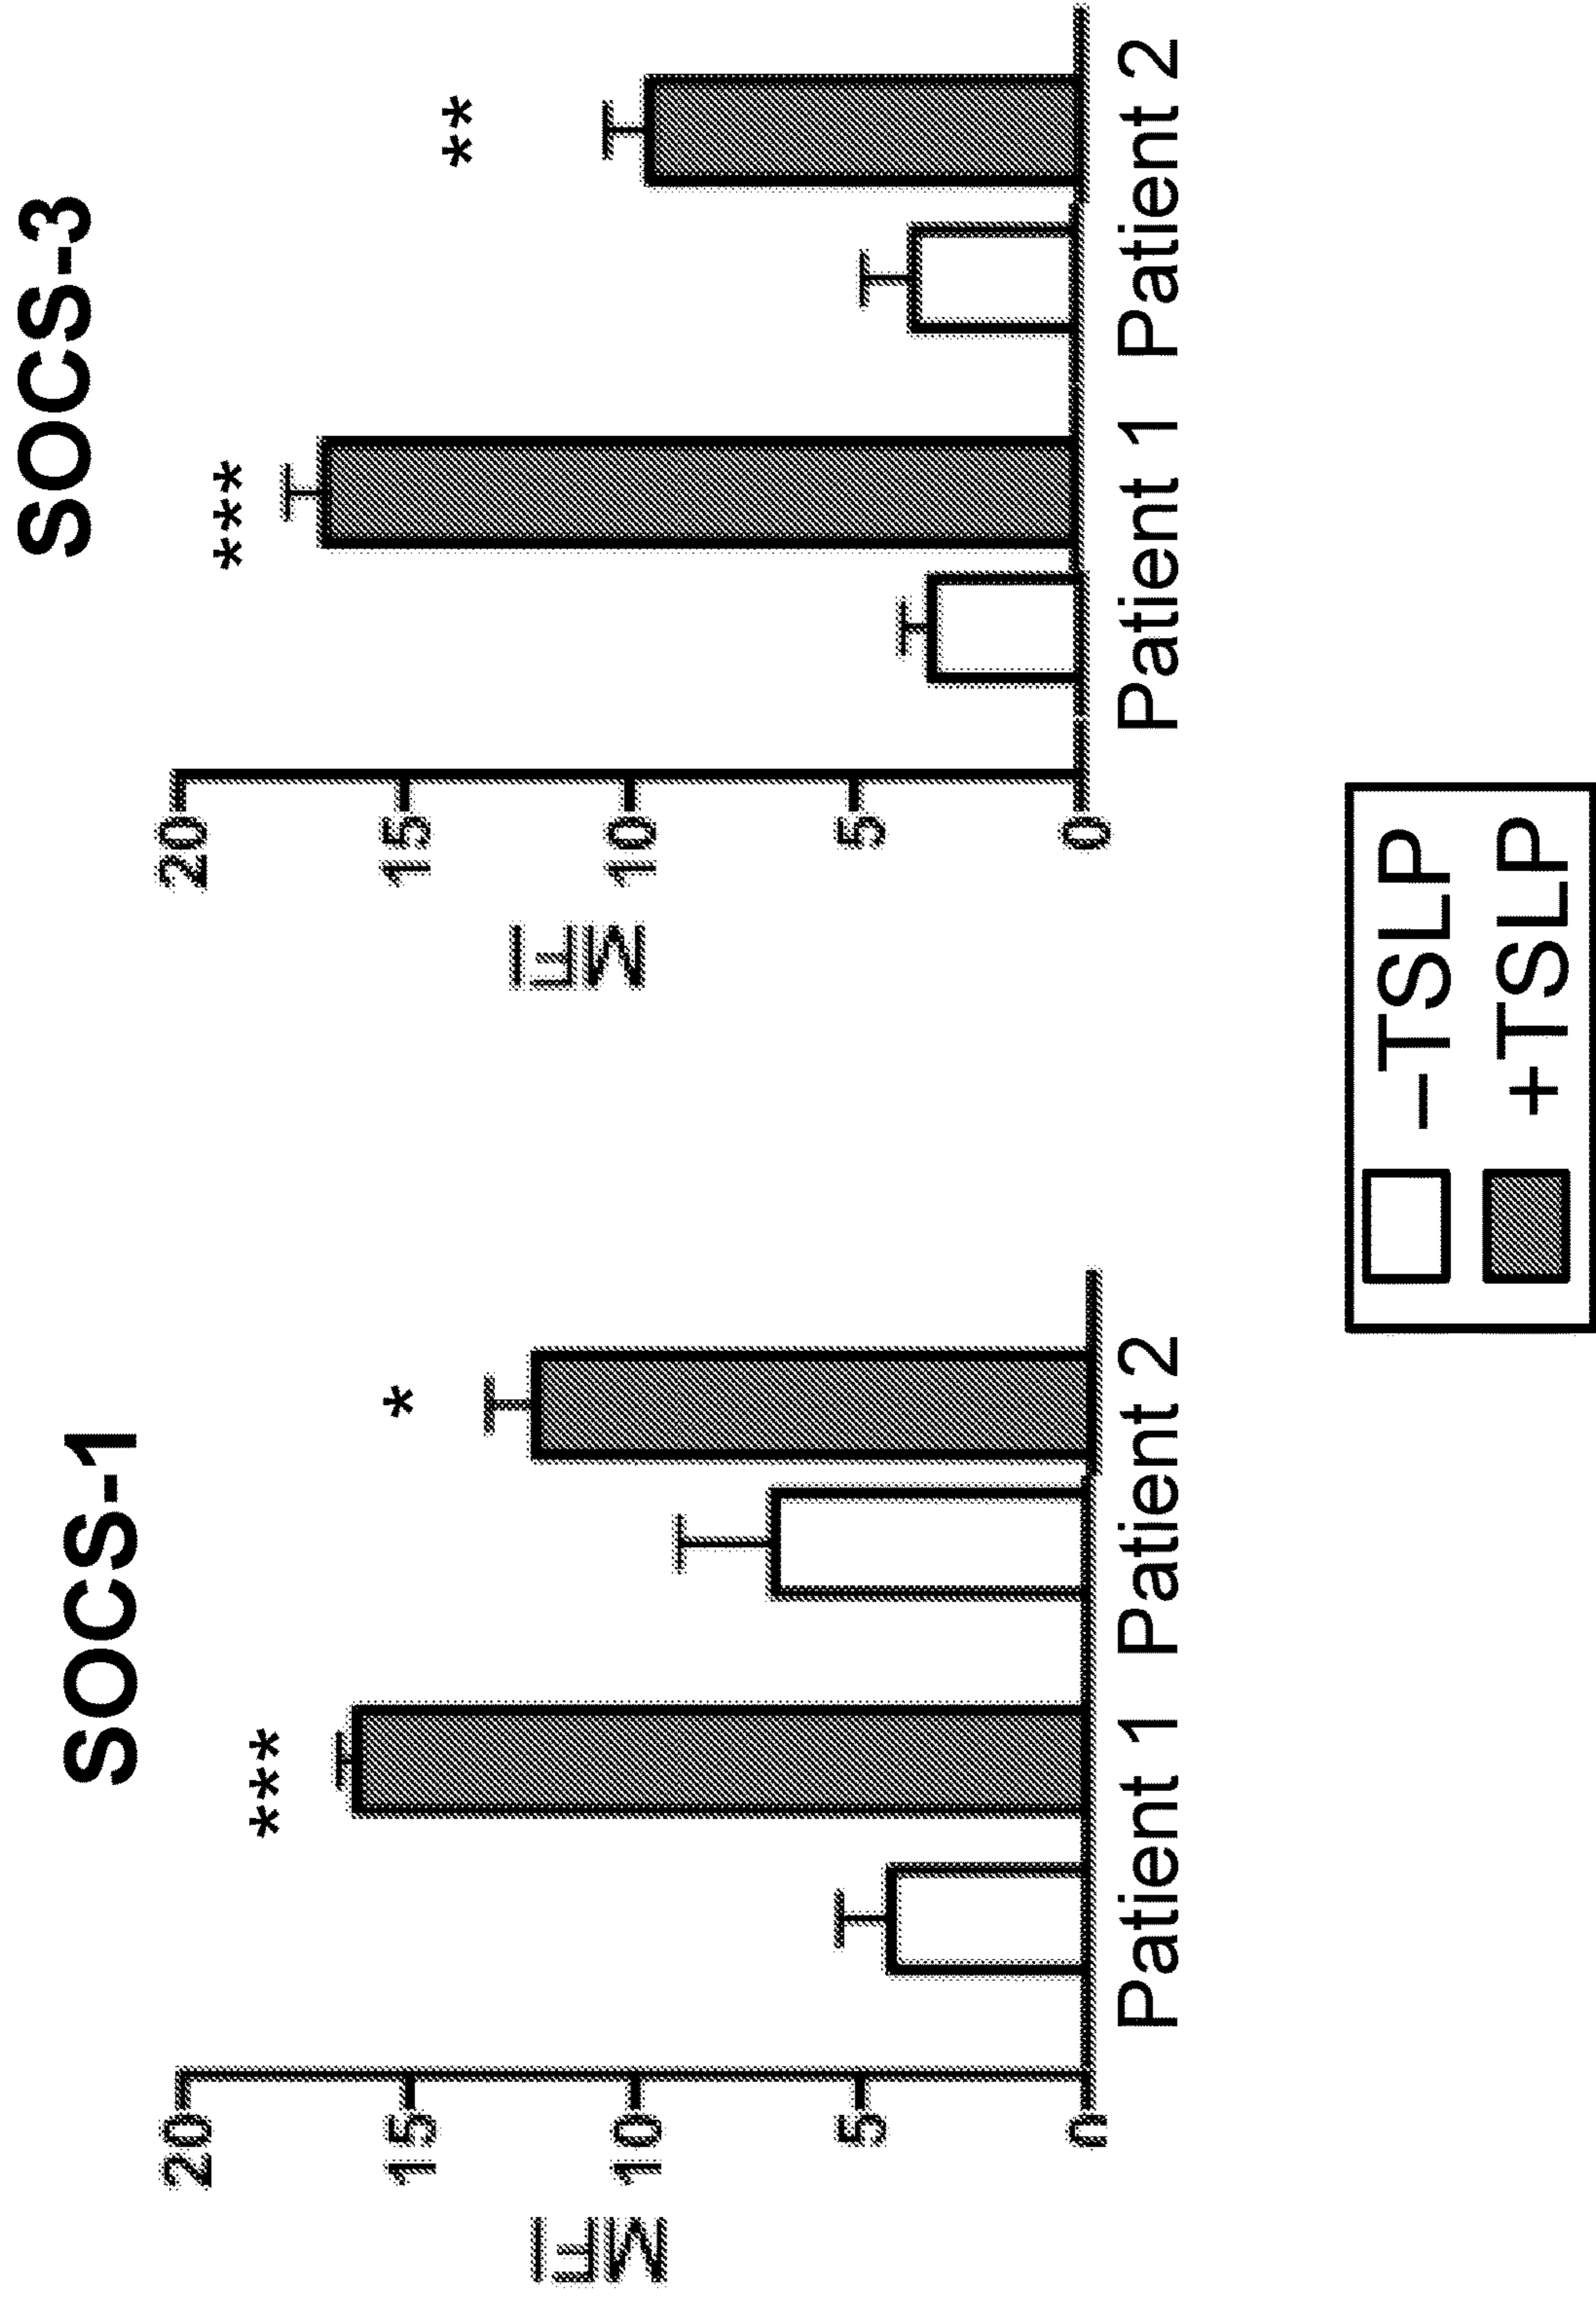 SOCS-1
MFI
20
15
10
5
0
***
*
Patient 1 Patient 2
SOCS-3
MFI
20
15
10
5
0
***
**
Patient 1 Patient 2
–TSLP
+TSLP